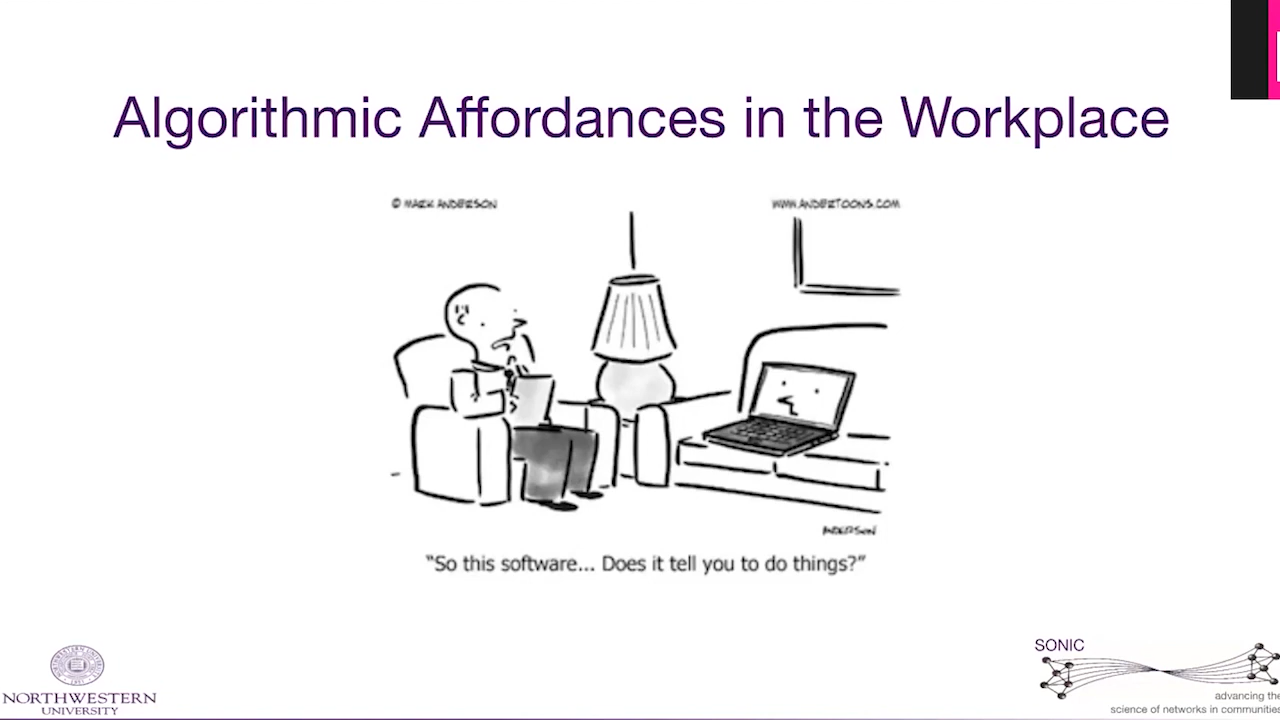 Algorithmic Affordances in the Workplace
© MARK ANDERSON
WWW.ANDERTOONS.COM
ANDERSON
"So this software... Does it tell you to do things?"
NORTHWESTERN
UNIVERSITY
SONIC
advancing the
science of networks in communities